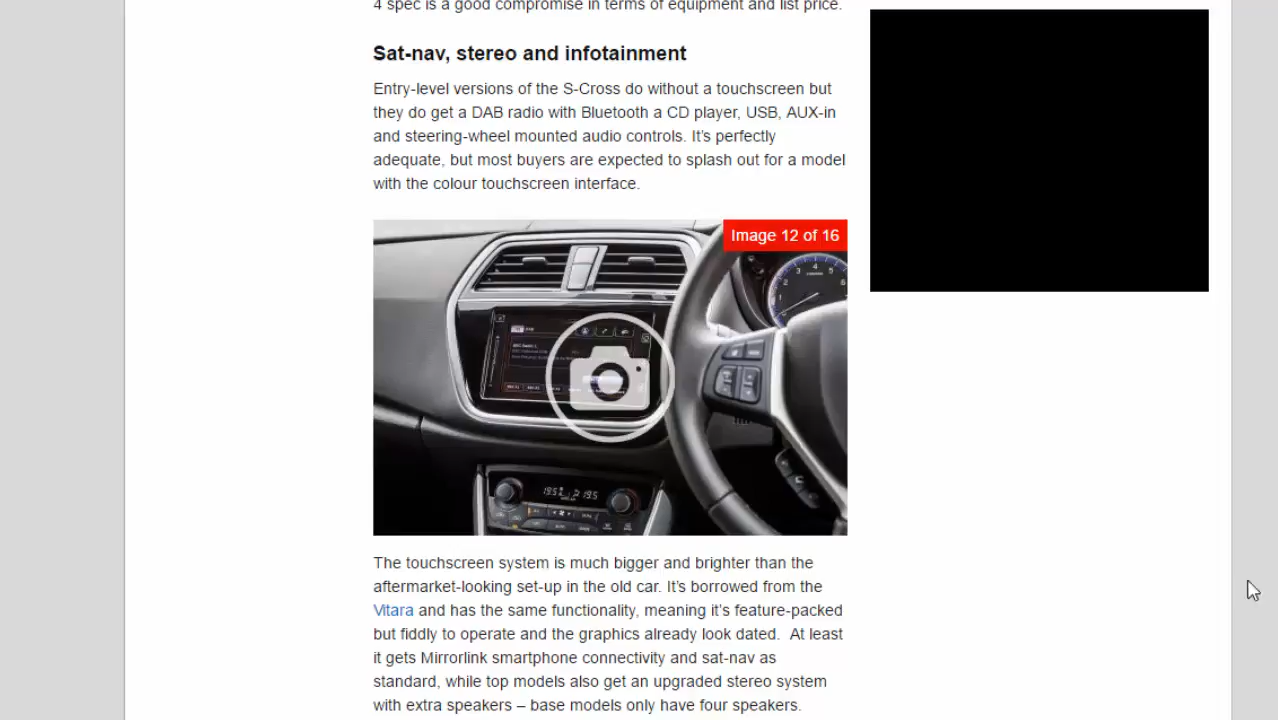 4 spec is a good compromise in terms of equipment and list price.
Sat-nav, stereo and infotainment
Entry-level versions of the S-Cross do without a touchscreen but
they do get a DAB radio with Bluetooth a CD player, USB, AUX-in
and steering-wheel mounted audio controls. It's perfectly
adequate, but most buyers are expected to splash out for a model
with the colour touchscreen interface.
Image 12 of 16
The touchscreen system is much bigger and brighter than the
aftermarket-looking set-up in the old car. It's borrowed from the
Vitara and has the same functionality, meaning it's feature-packed
but fiddly to operate and the graphics already look dated.  At least
it gets Mirrorlink smartphone connectivity and sat-nav as
standard, while top models also get an upgraded stereo system
with extra speakers – base models only have four speakers.